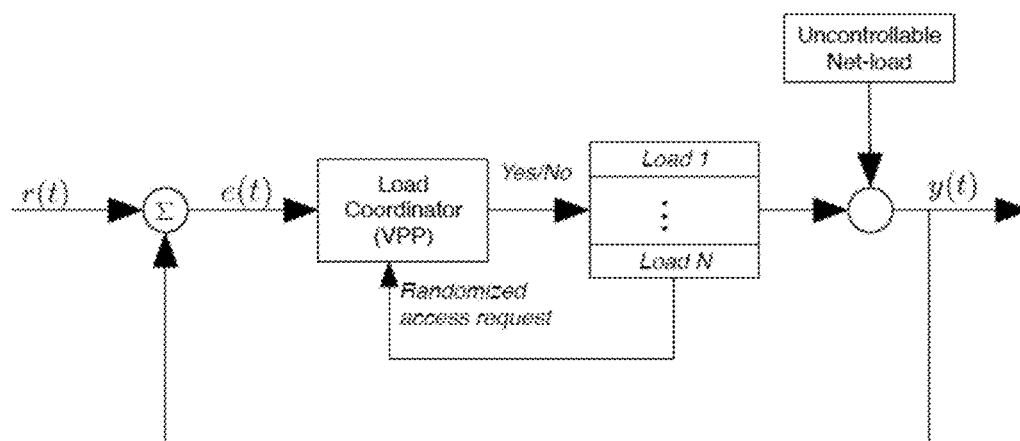 Uncontrollable
Net-load
r(t)
Σ
e(t)
Load
Coordinator
(VPP)
Yes/No
Load 1
⋮
Load N
y(t)
Randomized
access request